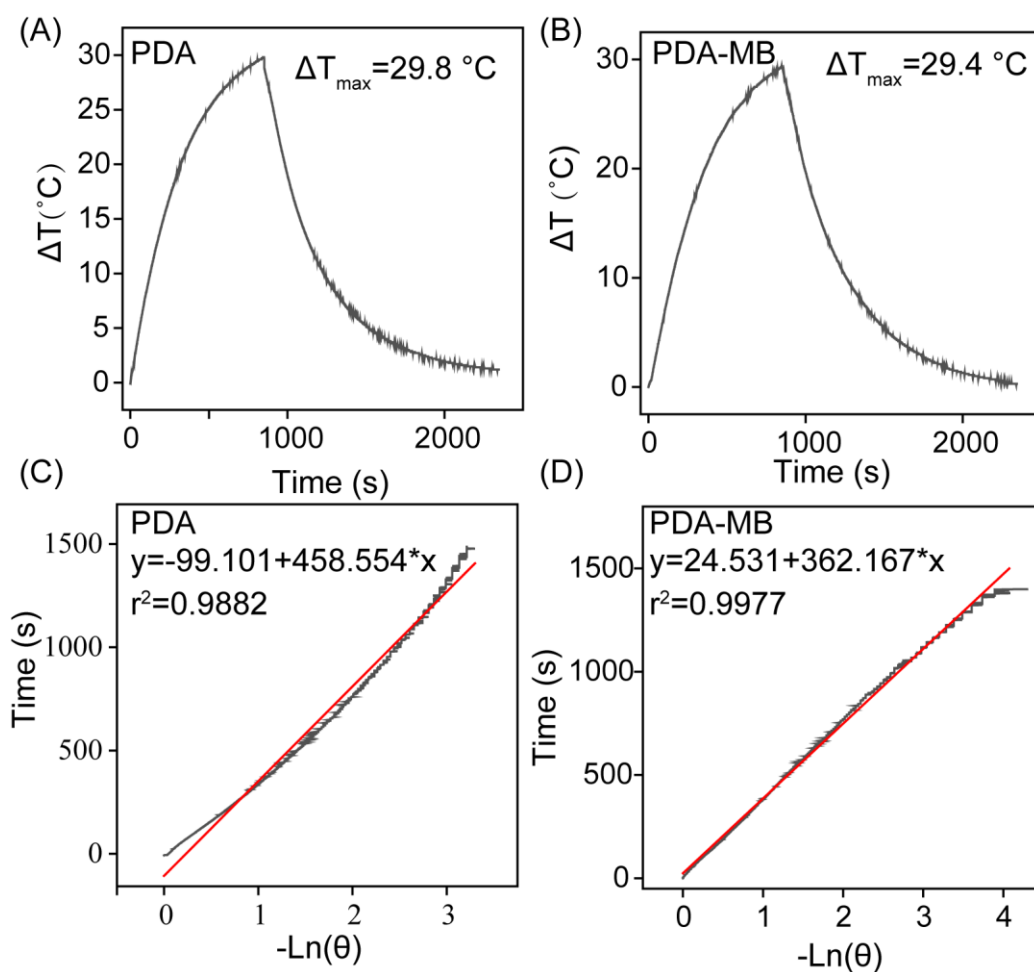 (A)
PDA
ΔTmax=29.8 °C
30
25
20
15
10
5
0
ΔT(°C)
0
1000
2000
Time (s)
(B)
PDA-MB
ΔTmax=29.4 °C
30
20
10
0
ΔT (°C)
0
1000
2000
Time (s)
(C)
PDA
y=-99.101+458.554*x
r²=0.9882
1500
1000
500
0
Time (s)
0
1
2
3
-Ln(θ)
(D)
PDA-MB
y=24.531+362.167*x
r²=0.9977
1500
1000
500
0
Time (s)
0
1
2
3
4
-Ln(θ)